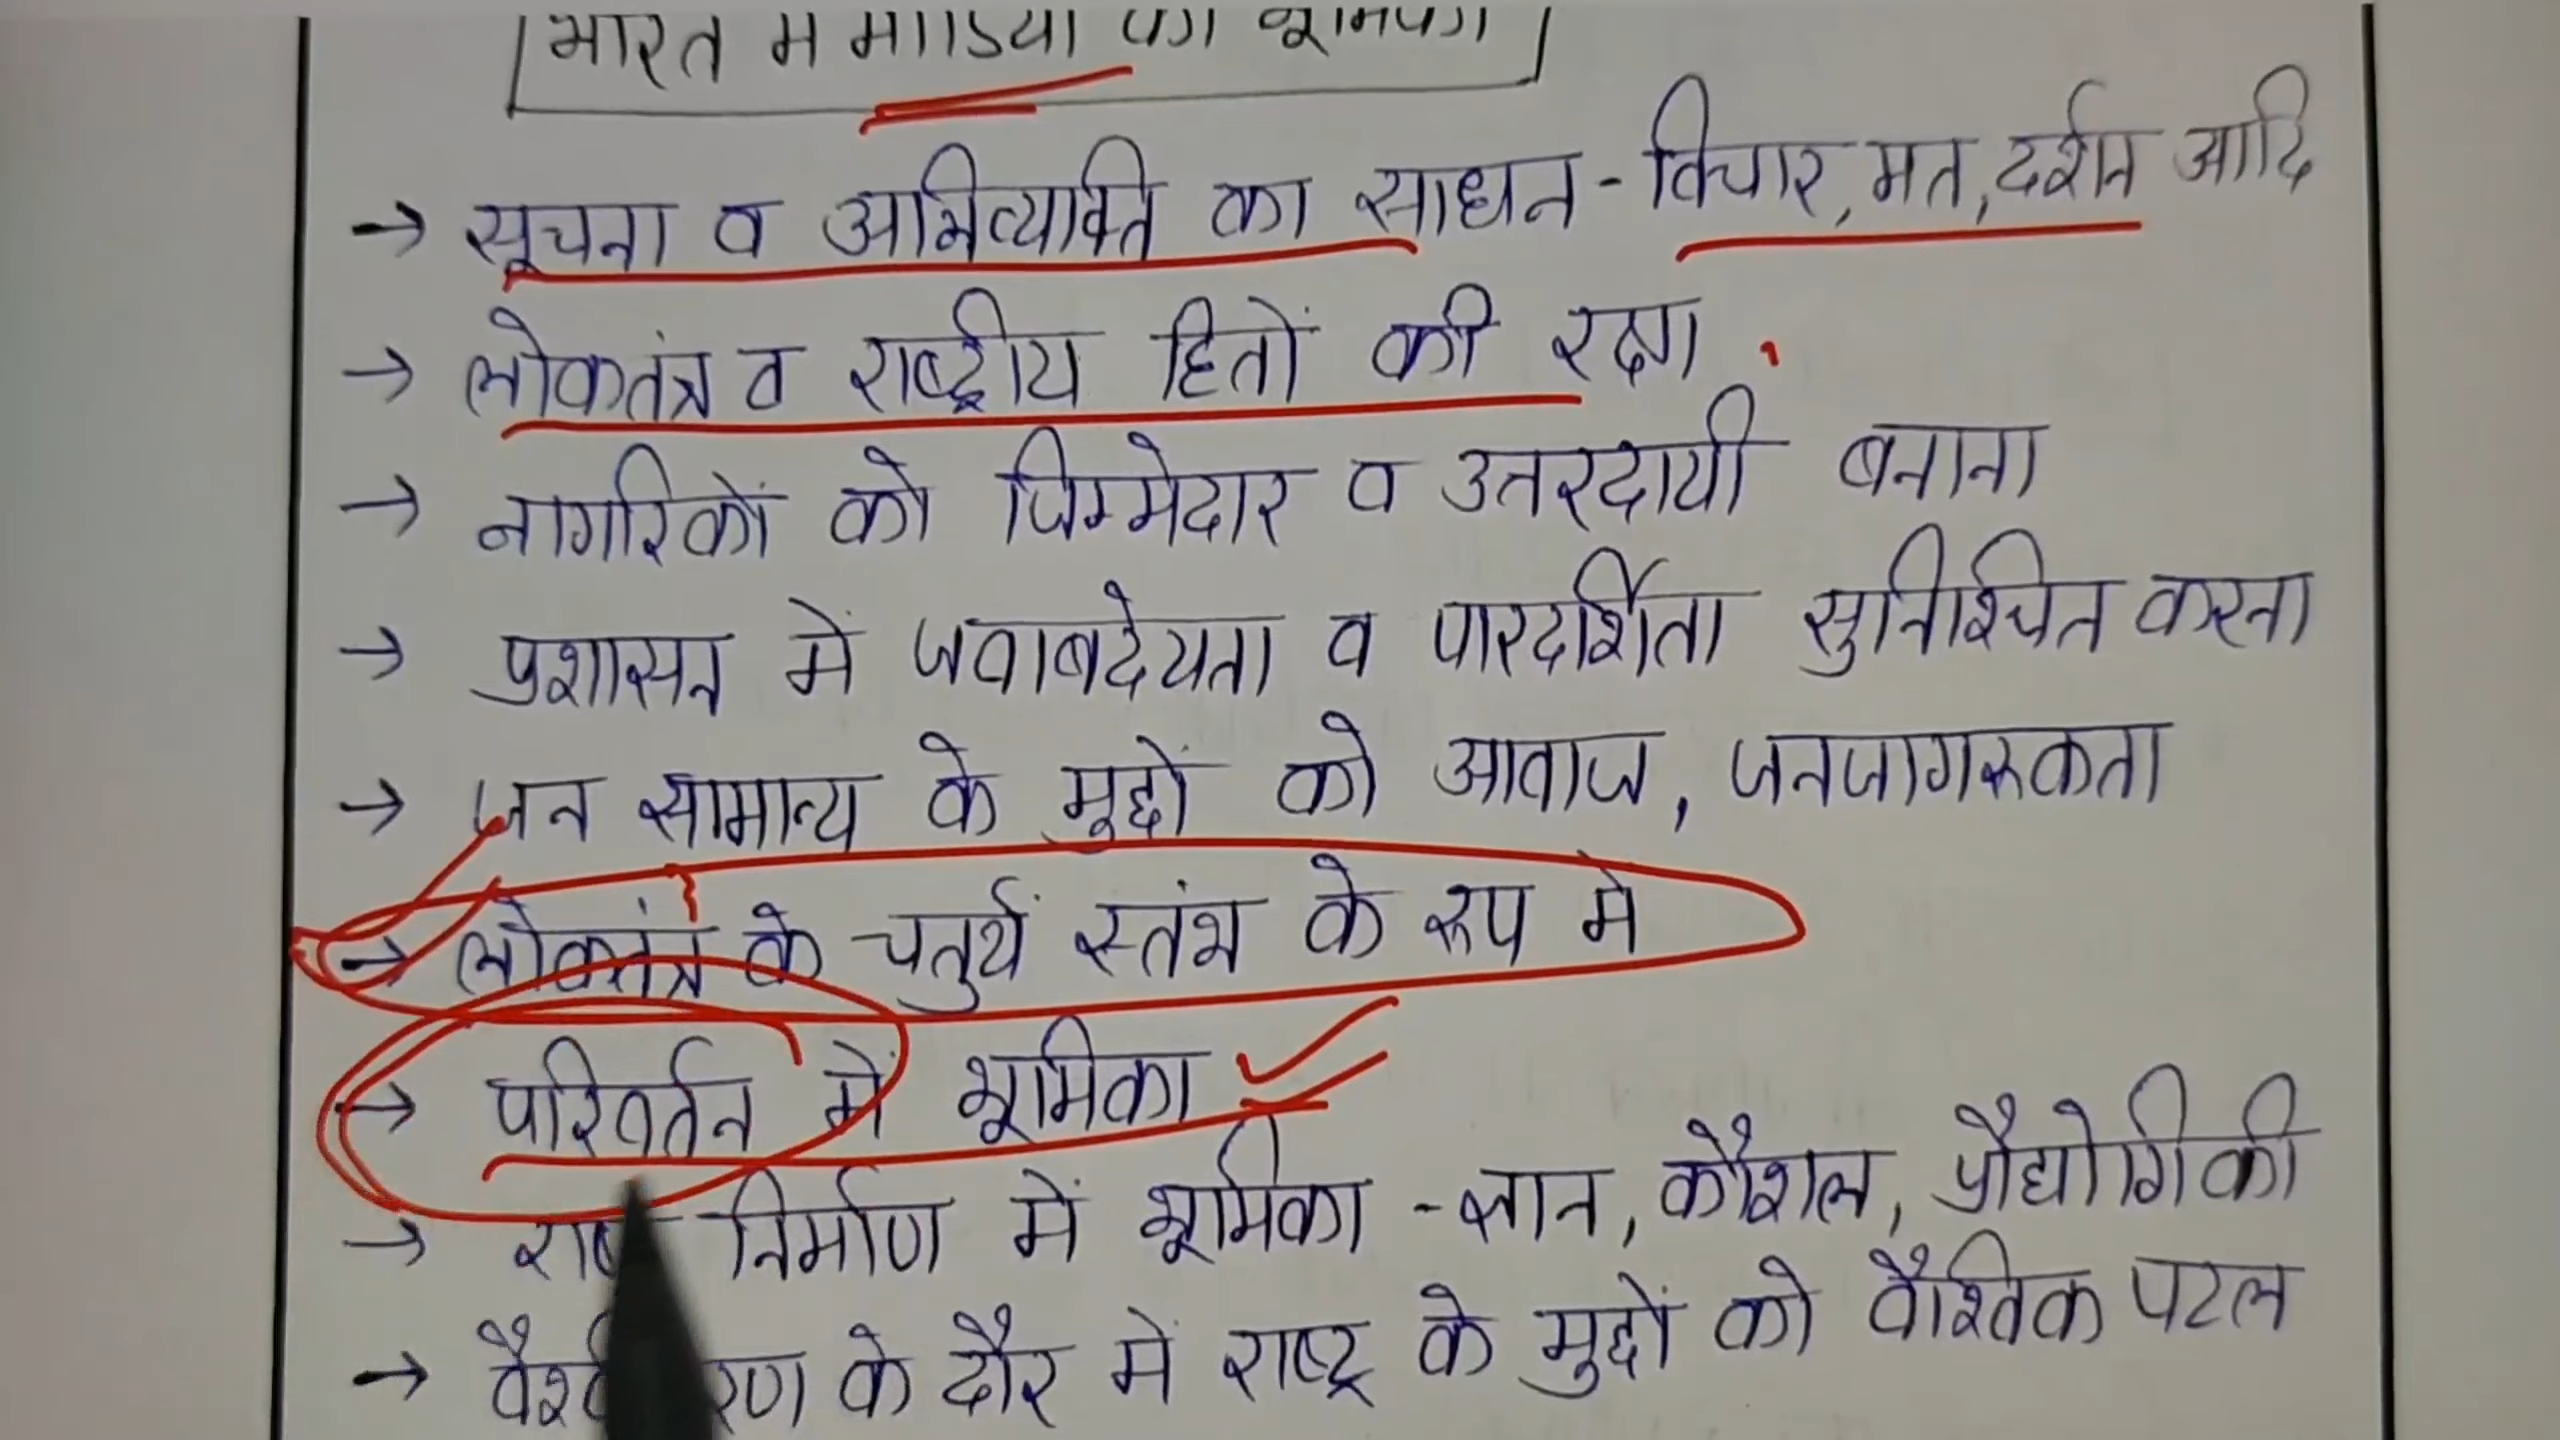 भारत में मीडिया की भूमिका
→ सूचना व अभिव्यक्ति का साधन - विचार, मत, दर्शन आदि
→ लोकतंत्र व राष्ट्रीय हितों की रक्षा
→ नागरिकों को जिम्मेदार व उत्तरदायी बनाना
→ प्रशासन में जवाबदेयता व पारदर्शिता सुनिश्चित करना
→ जन सामान्य के मुद्दों को आवाज, जनजागरूकता
→ लोकतंत्र के चतुर्थ स्तंभ के रूप में
→ परिवर्तन में भूमिका
→ निर्माण में भूमिका - ज्ञान, कौशल, प्रौद्योगिकी
→ के दौर में राष्ट्र के मुद्दों को वैश्विक पटल